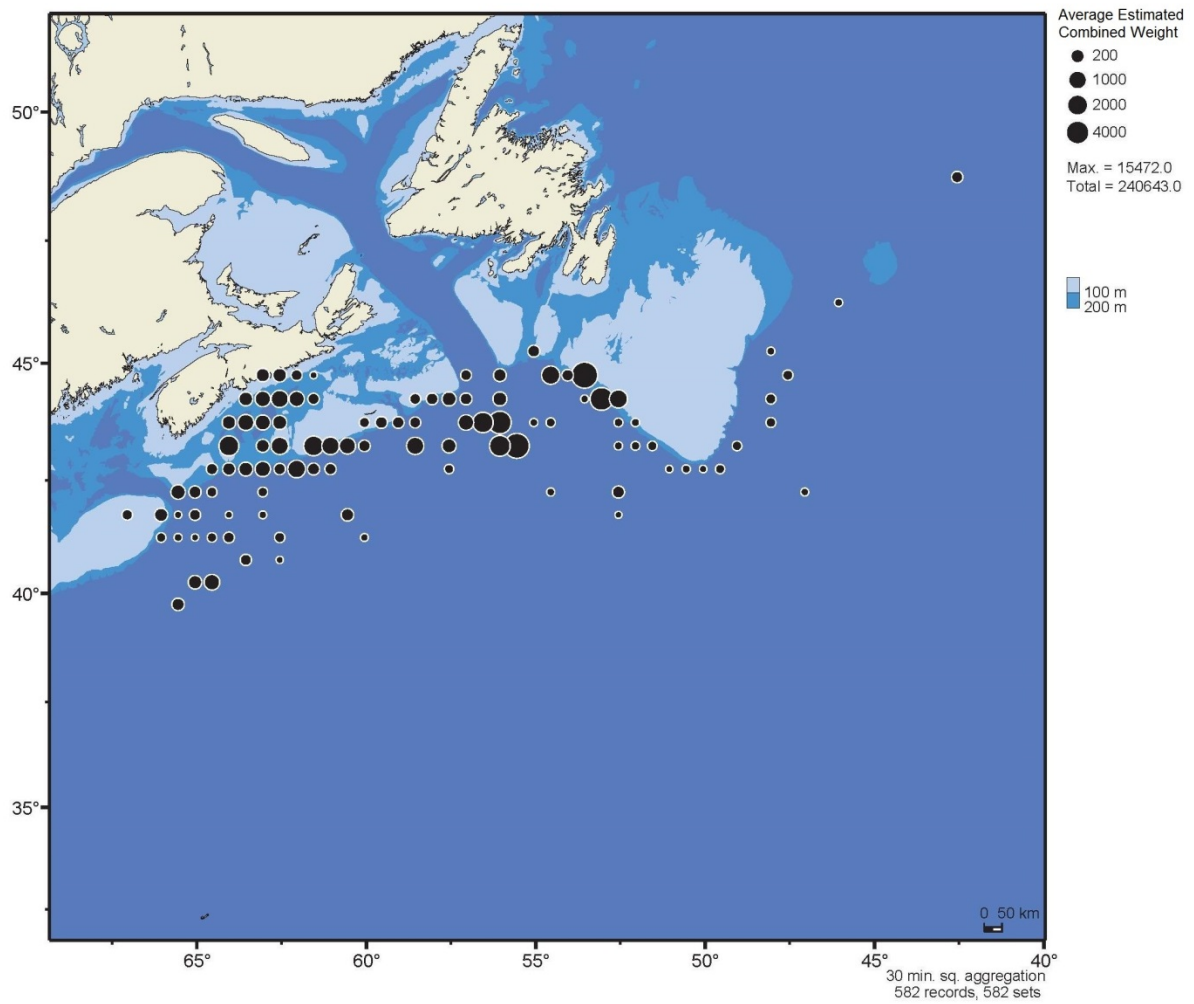 Average Estimated
Combined Weight
200
1000
2000
4000
Max. = 15472.0
Total = 240643.0
100 m
200 m
50°
45°
40°
35°
0 50 km
65°
60°
55°
50°
45°
40°
30 min. sq. aggregation
582 records, 582 sets